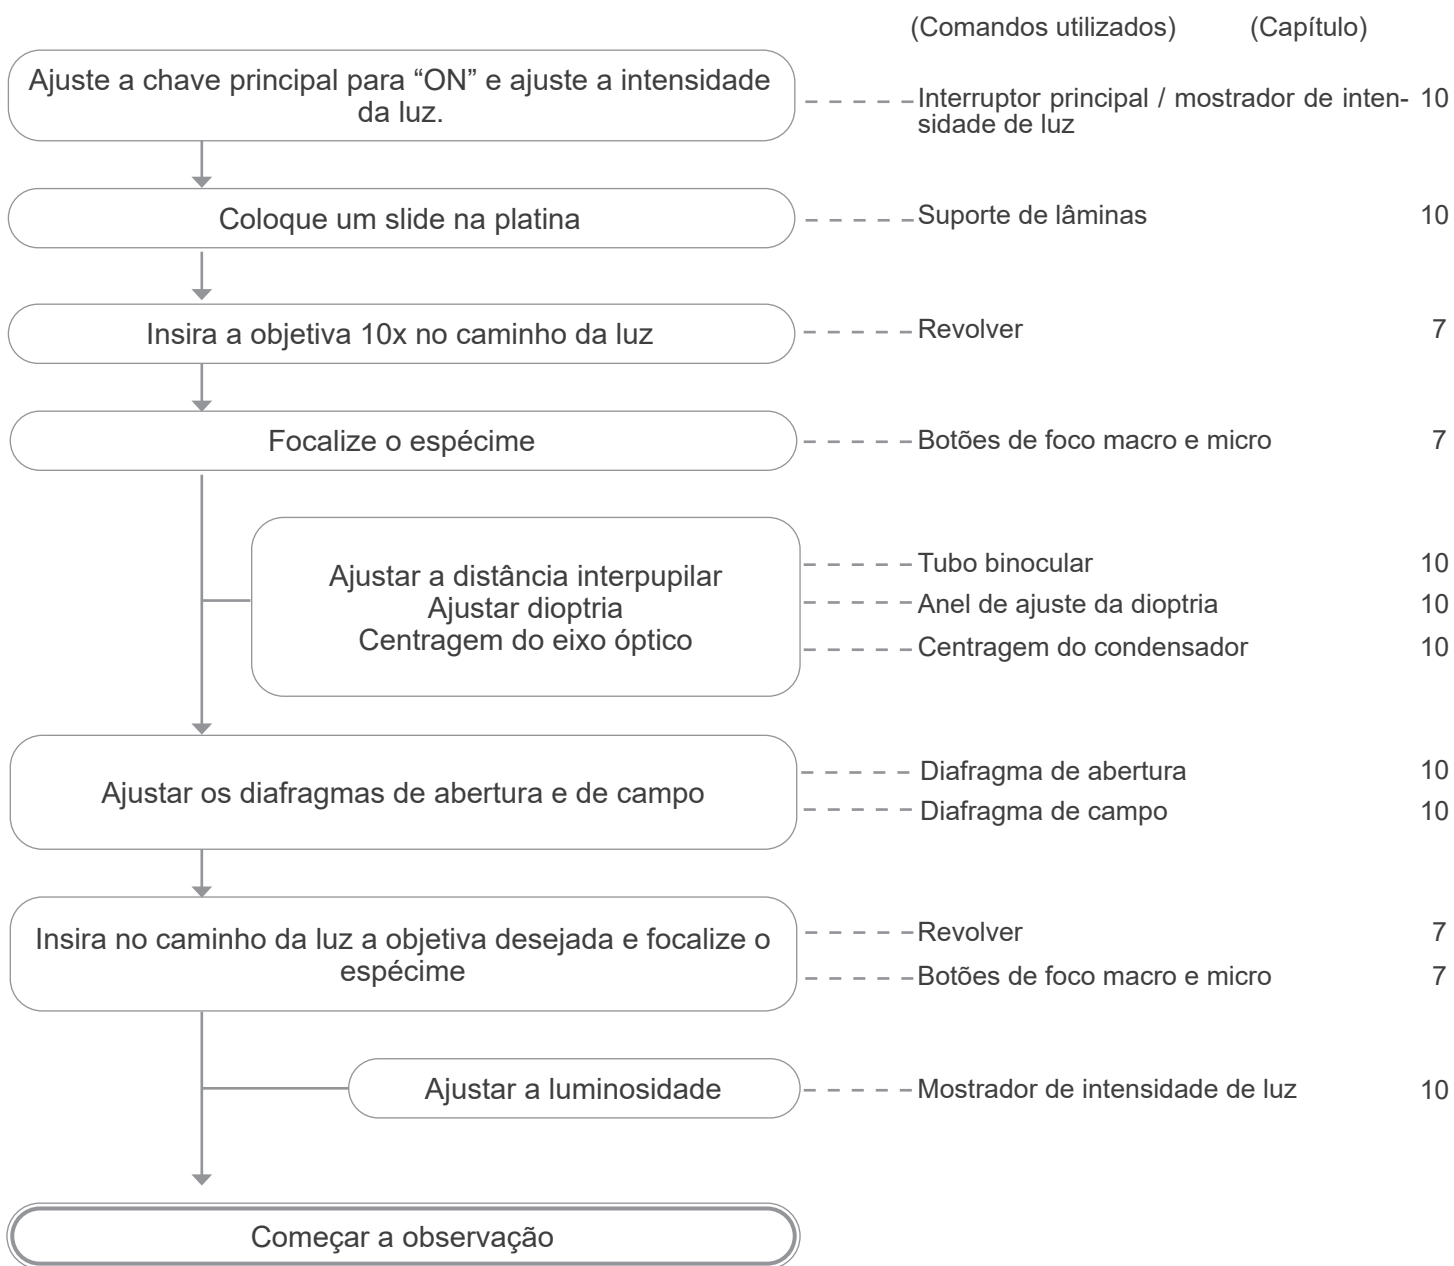 (Comandos utilizados) (Capítulo)
Ajuste a chave principal para “ON” e ajuste a intensidade
da luz.
Interruptor principal / mostrador de inten- 10
sidade de luz
Coloque um slide na platina
Suporte de lâminas 10
Insira a objetiva 10x no caminho da luz
Revolver 7
Focalize o espécime
Botões de foco macro e micro 7
Ajustar a distância interpupilar
Ajustar dioptria
Centragem do eixo óptico
Tubo binocular 10
Anel de ajuste da dioptria 10
Centragem do condensador 10
Ajustar os diafragmas de abertura e de campo
Diafragma de abertura 10
Diafragma de campo 10
Insira no caminho da luz a objetiva desejada e focalize o
espécime
Revolver 7
Botões de foco macro e micro 7
Ajustar a luminosidade
Mostrador de intensidade de luz 10
Começar a observação